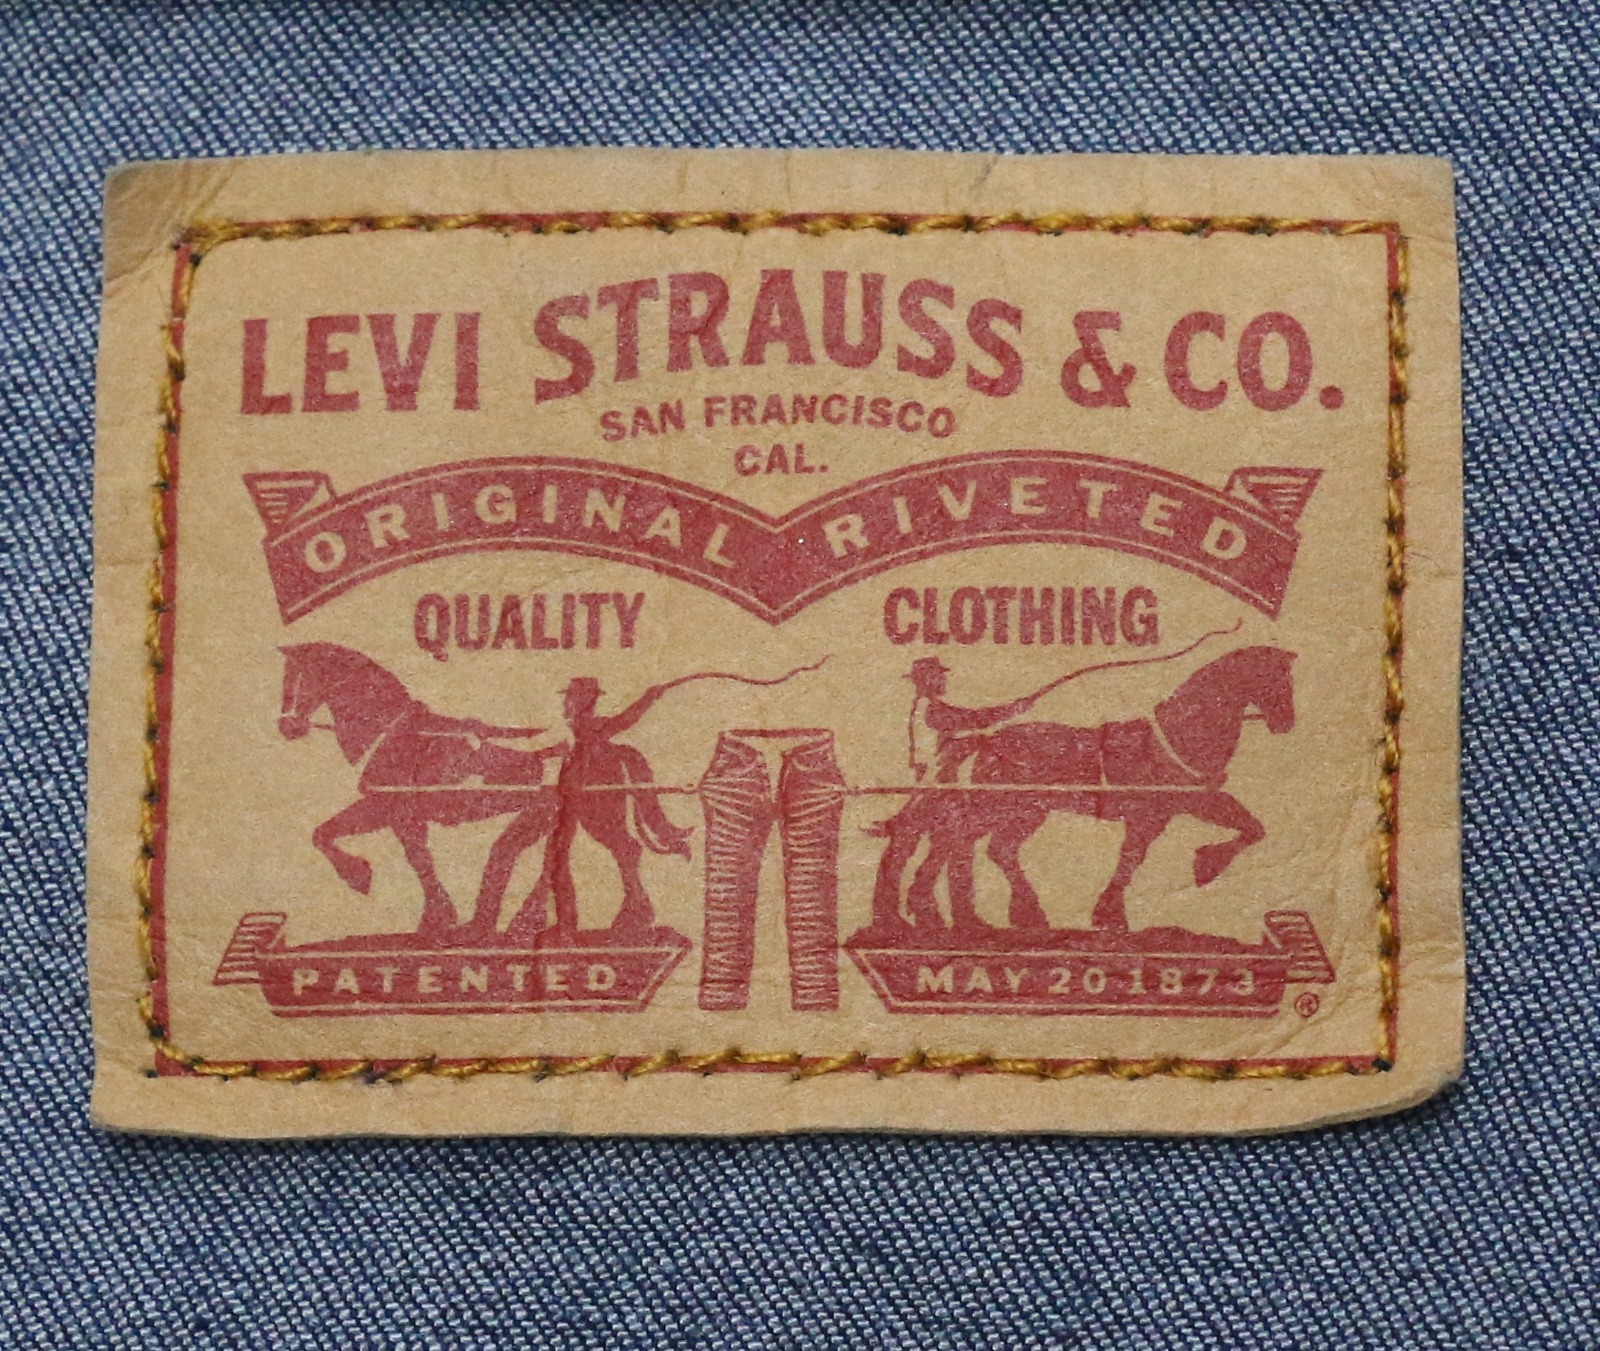 LEVI STRAUSS & CO.
SAN FRANCISCO
CAL.
ORIGINAL RIVETED
QUALITY CLOTHING
PATENTED MAY 20 1873
®